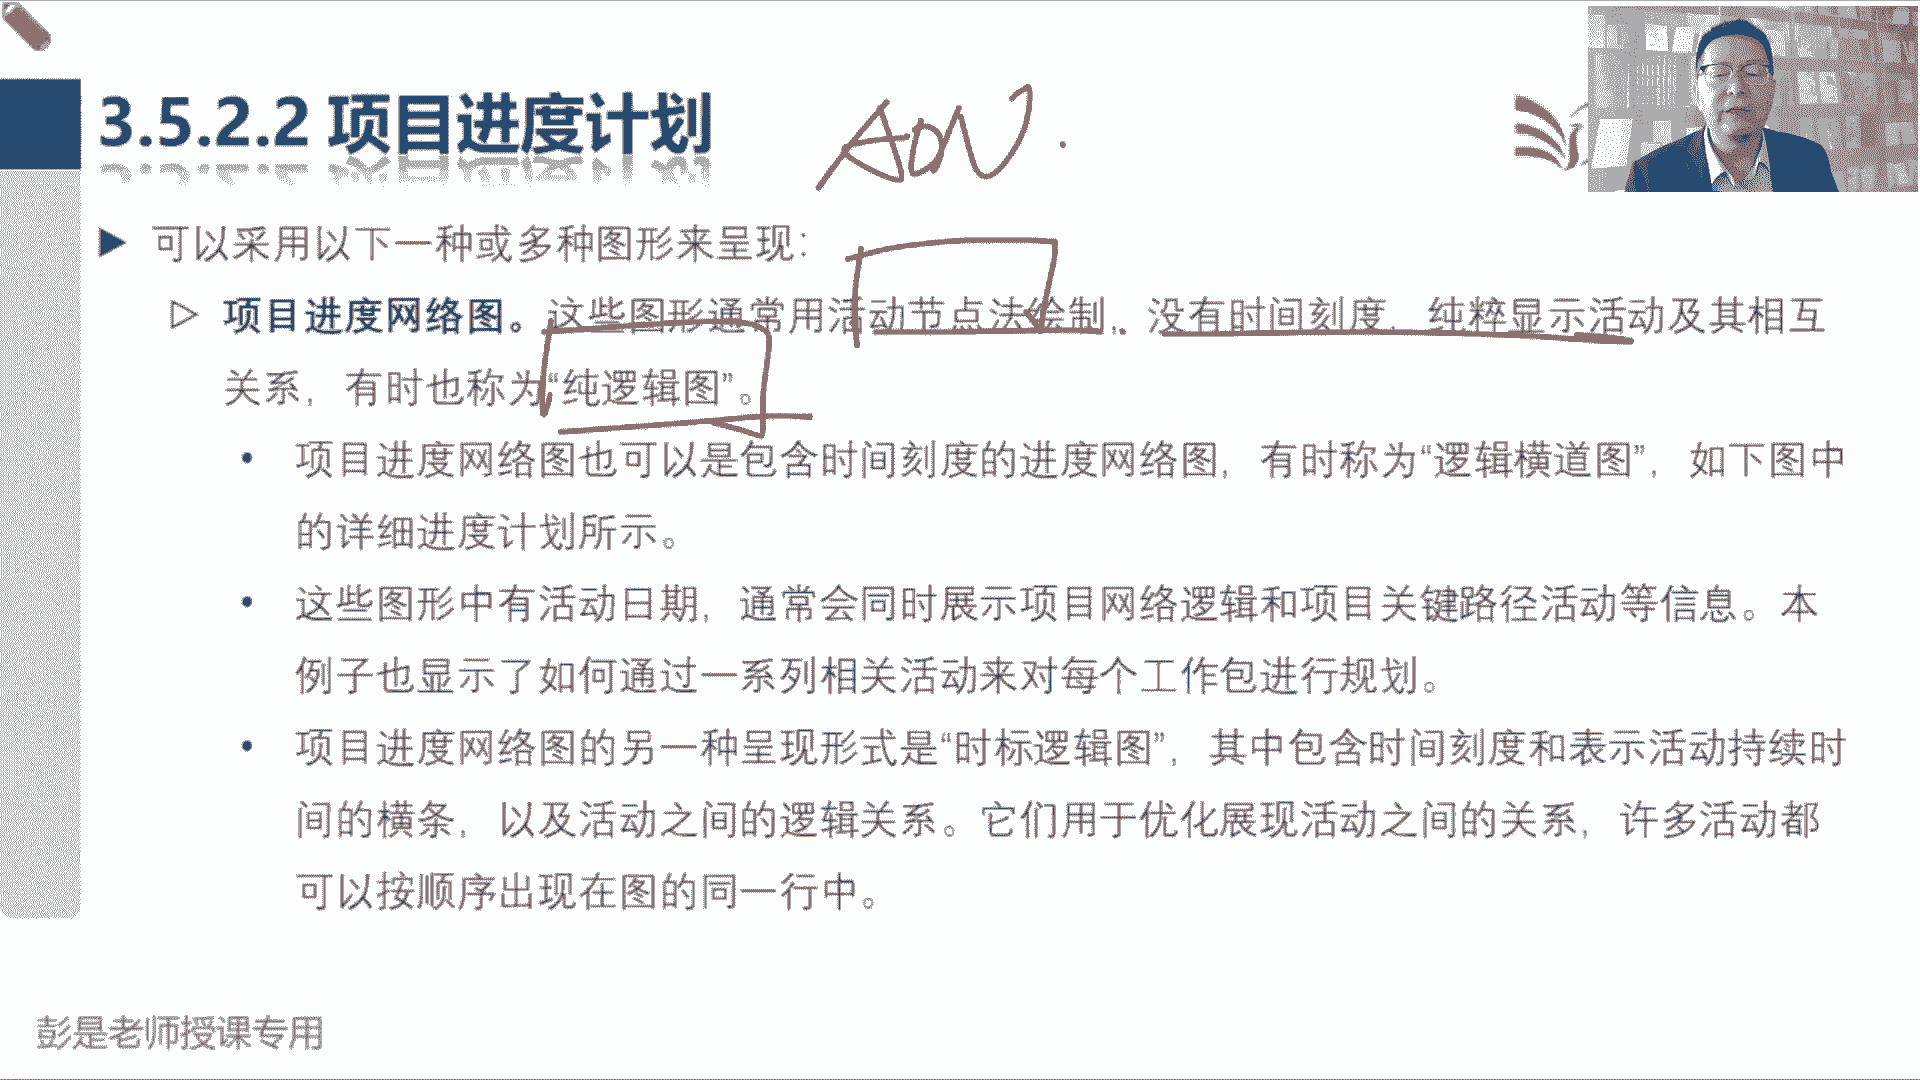 3.5.2.2 项目进度计划
AON.
可以采用以下一种或多种图形来呈现：
项目进度网络图。这些图形通常用活动节点法绘制，没有时间刻度，纯粹显示活动及其相互
关系，有时也称为“纯逻辑图”。
• 项目进度网络图也可以是包含时间刻度的进度网络图，有时称为“逻辑横道图”，如下图中
的详细进度计划所示。
• 这些图形中有活动日期，通常会同时展示项目网络逻辑和项目关键路径活动等信息。本
例子也显示了如何通过一系列相关活动来对每个工作包进行规划。
• 项目进度网络图的另一种呈现形式是“时标逻辑图”，其中包含时间刻度和表示活动持续时
间的横条，以及活动之间的逻辑关系。它们用于优化展现活动之间的关系，许多活动都
可以按顺序出现在图的同一行中。
彭是老师授课专用